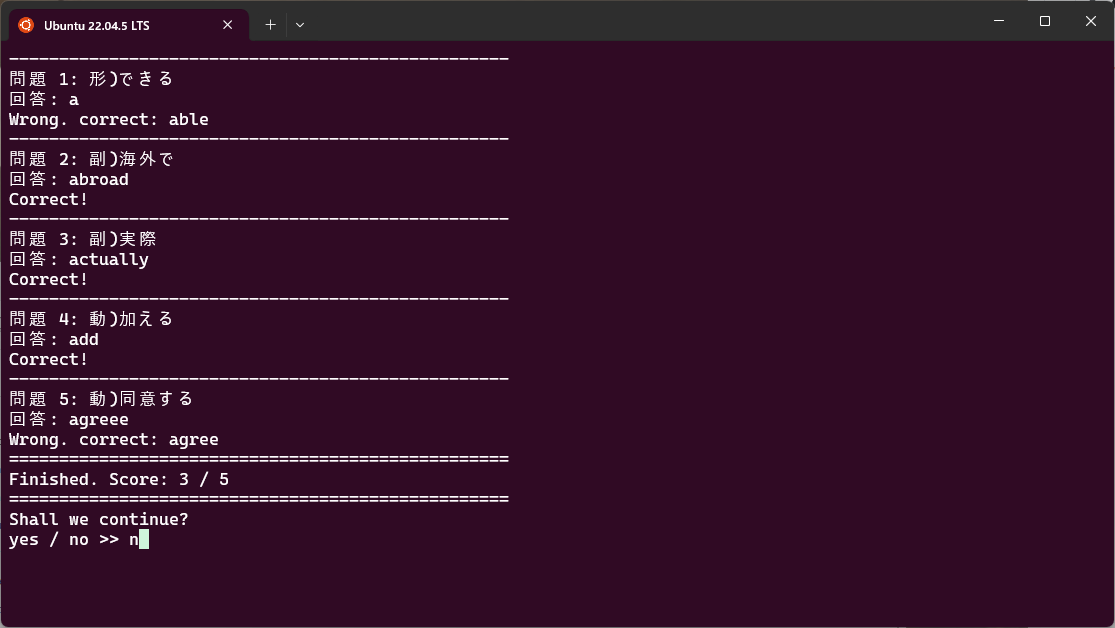 Ubuntu 22.04.5 LTS
--------------------------------------------------
問題 1: 形)できる
回答: a
Wrong. correct: able
--------------------------------------------------
問題 2: 副)海外で
回答: abroad
Correct!
--------------------------------------------------
問題 3: 副)実際
回答: actually
Correct!
--------------------------------------------------
問題 4: 動)加える
回答: add
Correct!
--------------------------------------------------
問題 5: 動)同意する
回答: agreee
Wrong. correct: agree
==================================================
Finished. Score: 3 / 5
==================================================
Shall we continue?
yes / no >> n